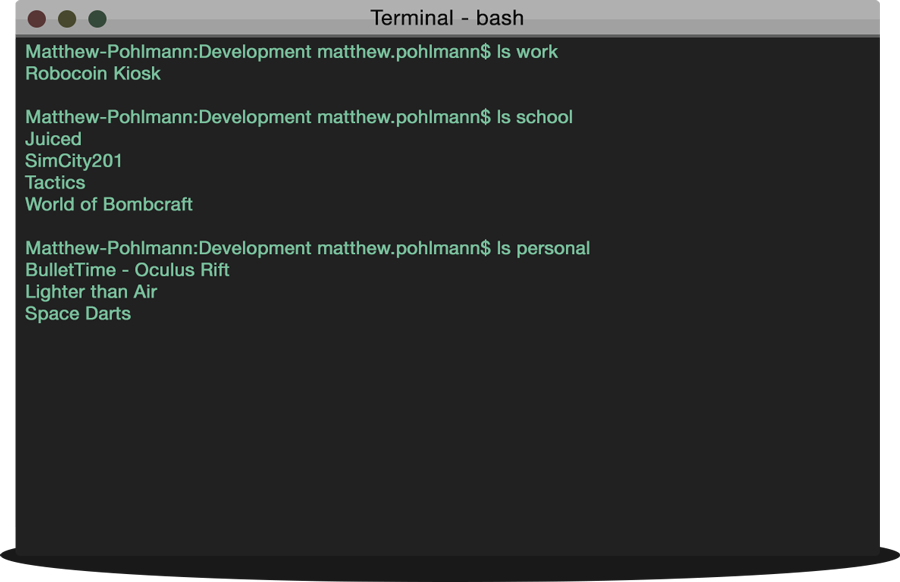 Terminal - bash
Matthew-Pohlmann:Development matthew.pohlmann$ ls work
Robocoin Kiosk
Matthew-Pohlmann:Development matthew.pohlmann$ ls school
Juiced
SimCity201
Tactics
World of Bombcraft
Matthew-Pohlmann:Development matthew.pohlmann$ ls personal
BulletTime - Oculus Rift
Lighter than Air
Space Darts